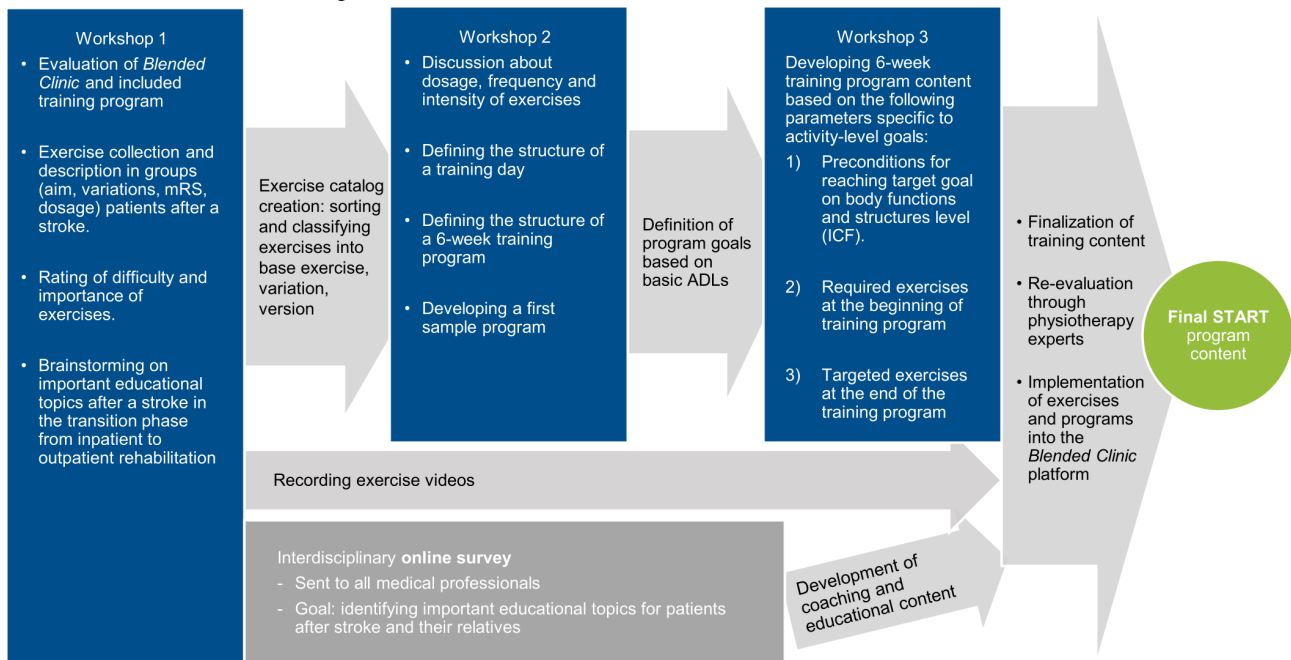 Workshop 1
• Evaluation of Blended Clinic and included
training program
• Exercise collection and
description in groups
(aim, variations, mRS,
dosage) patients after a
stroke.
• Rating of difficulty and
importance of
exercises.
• Brainstorming on
important educational
topics after a stroke in
the transition phase
from inpatient to
outpatient rehabilitation
Exercise catalog
creation: sorting
and classifying
exercises into
base exercise,
variation,
version
Workshop 2
• Discussion about
dosage, frequency and
intensity of exercises
• Defining the structure of
a training day
• Defining the structure of
a 6-week training
program
• Developing a first
sample program
Definition of
program goals
based on
basic ADLs
Workshop 3
Developing 6-week
training program content
based on the following
parameters specific to
activity-level goals:
1) Preconditions for
reaching target goal
on body functions
and structures level
(ICF).
2) Required exercises
at the beginning of
training program
3) Targeted exercises
at the end of the
training program
Recording exercise videos
Interdisciplinary online survey
- Sent to all medical professionals
- Goal: identifying important educational topics for patients
after stroke and their relatives
Development of
coaching and
educational content
• Finalization of
training content
• Re-evaluation
through
physiotherapy
experts
• Implementation
of exercises
and programs
into the
Blended Clinic
platform
Final START
program
content